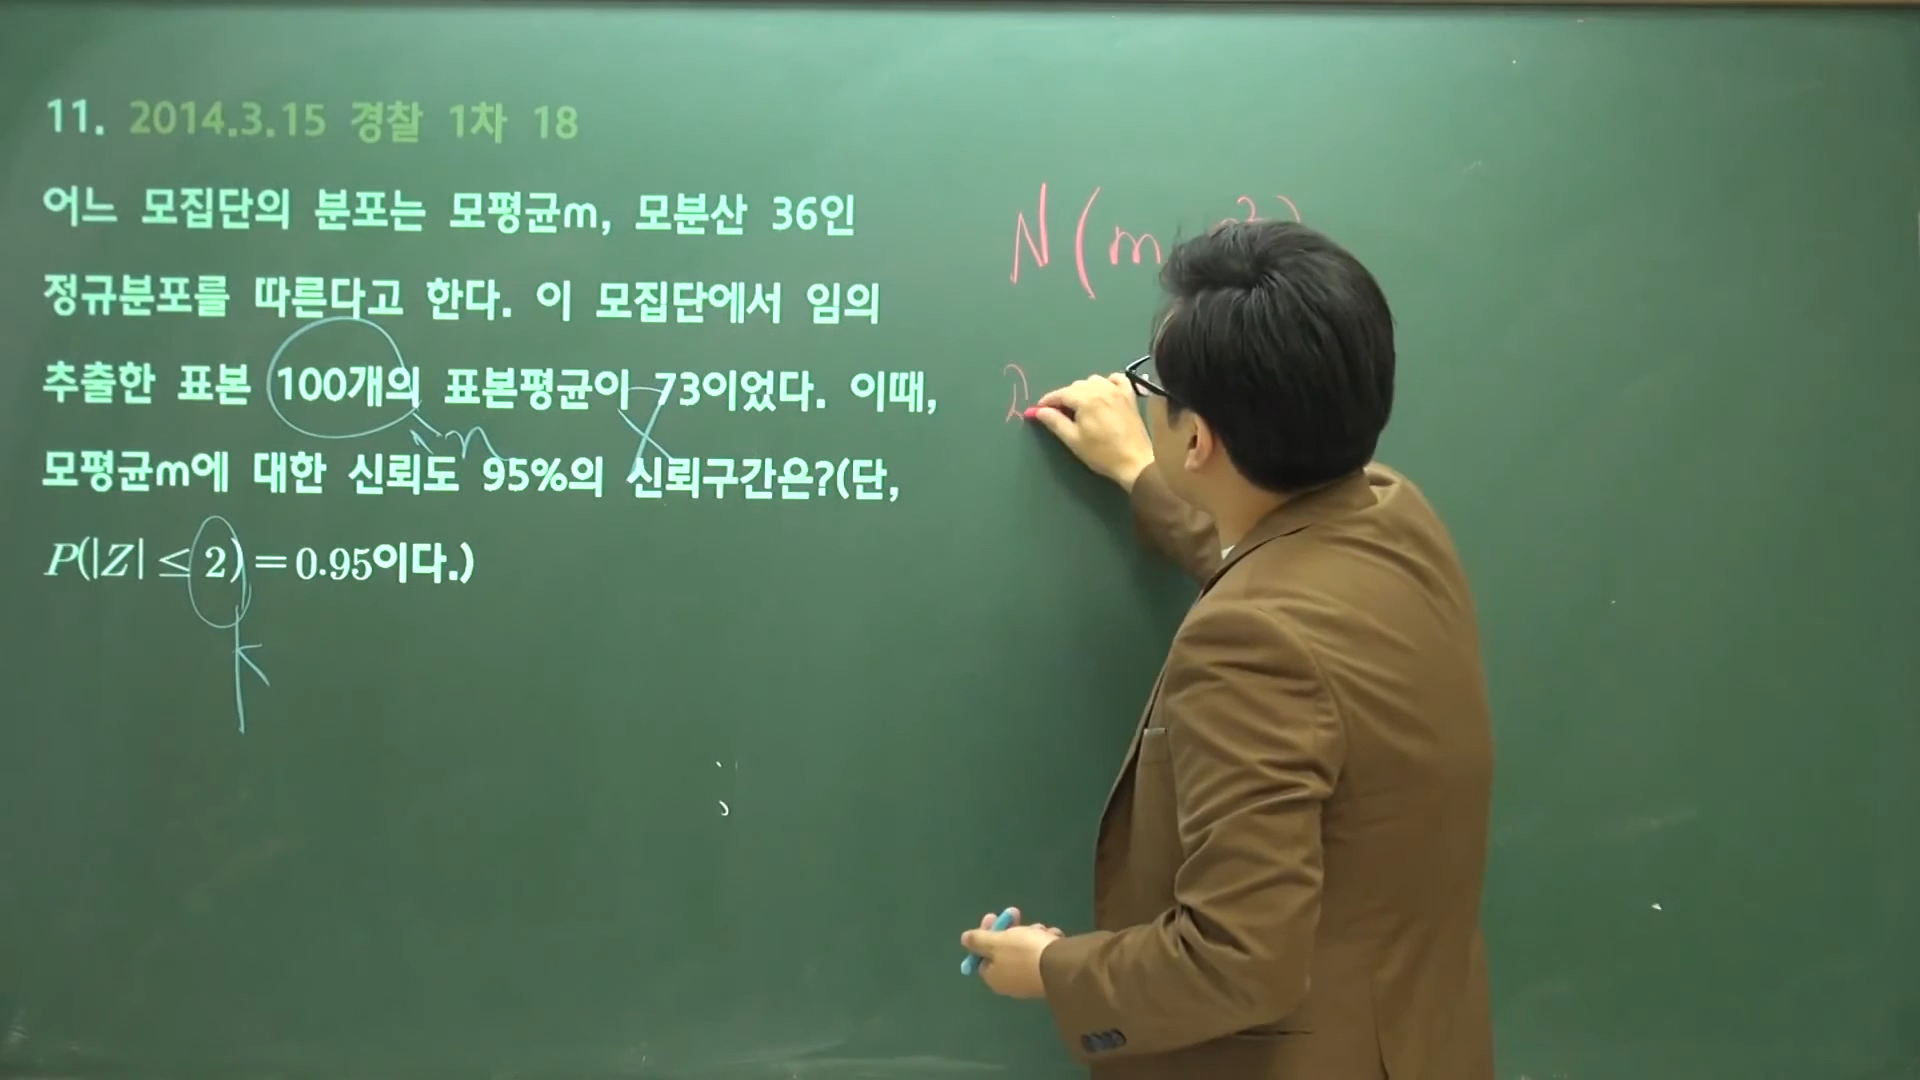 11. 2014.3.15 경찰 1차 18
어느 모집단의 분포는 모평균m, 모분산 36인
정규분포를 따른다고 한다. 이 모집단에서 임의
추출한 표본 100개의 표본평균이 73이었다. 이때,
모평균m에 대한 신뢰도 95%의 신뢰구간은?(단,
P(|Z| ≤ 2) = 0.95이다.)
n
k
N(m
2)
2